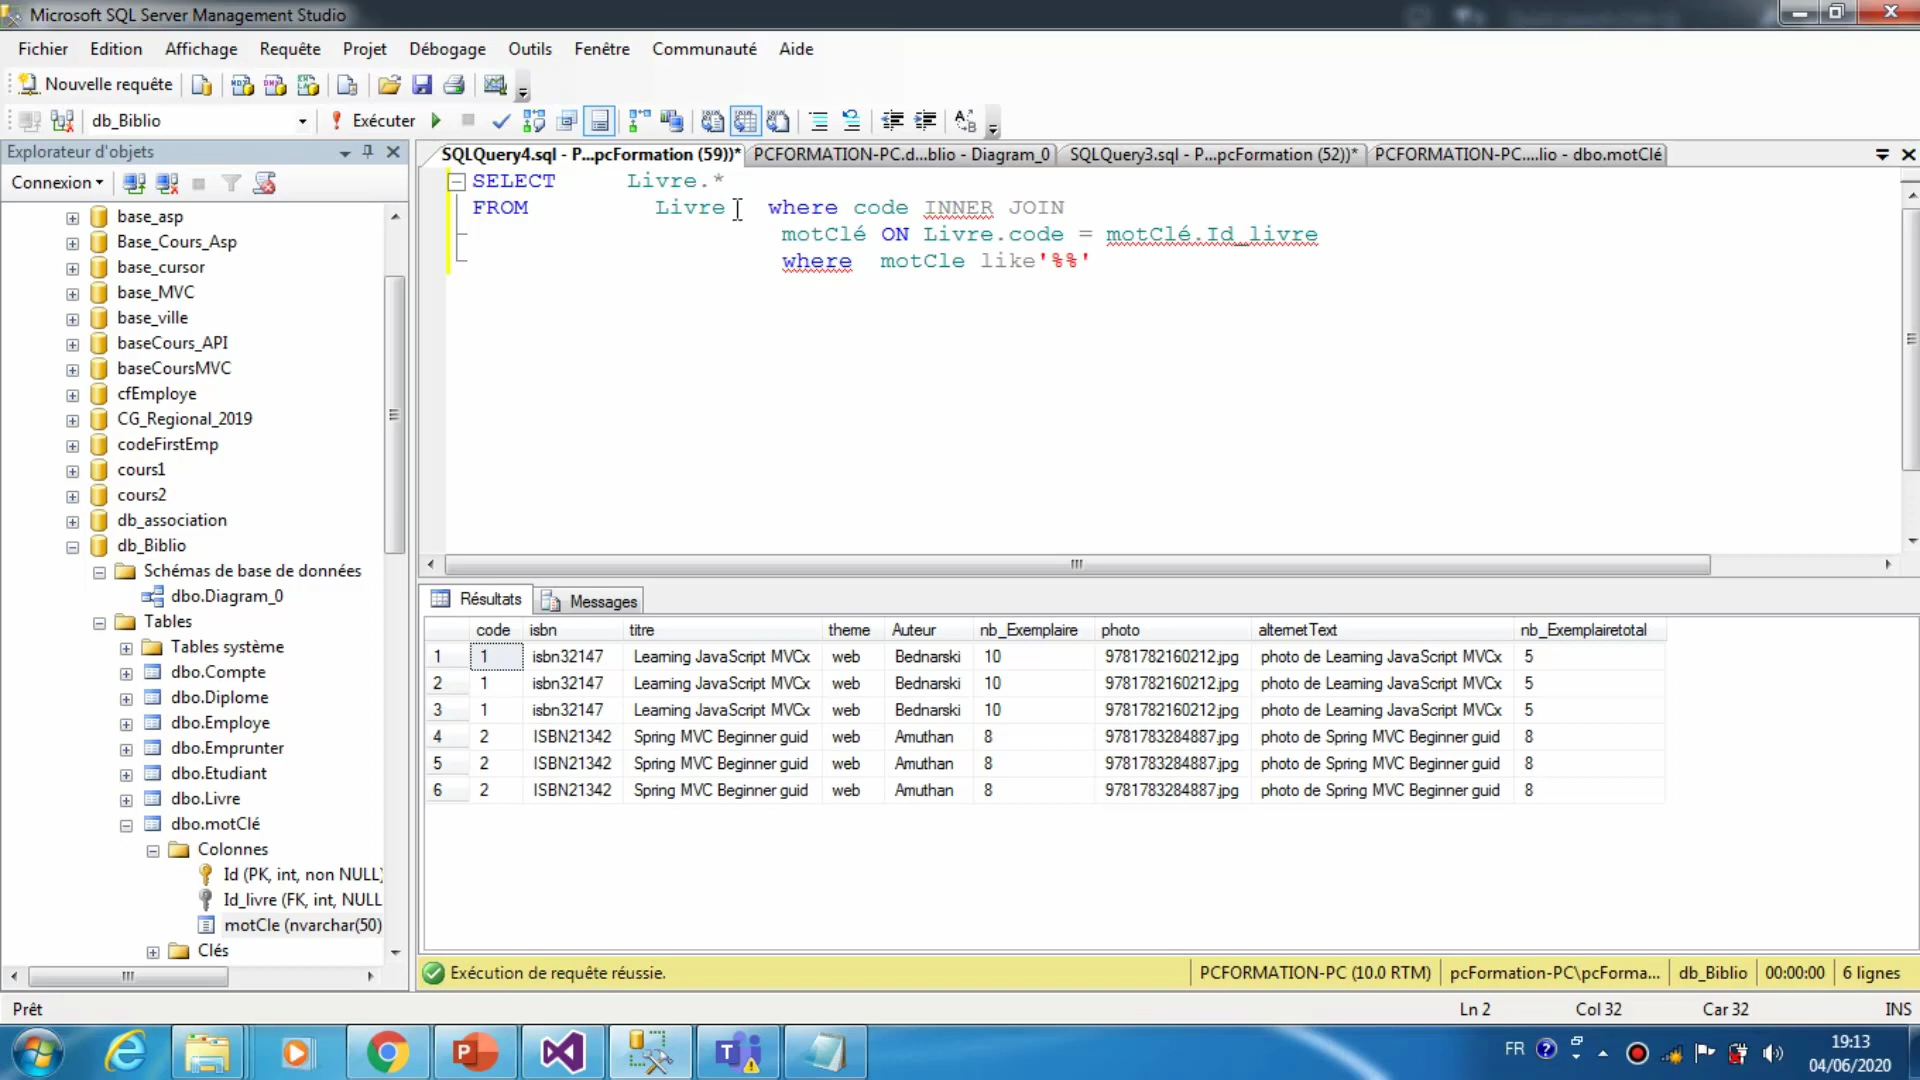 Microsoft SQL Server Management Studio
Fichier Edition Affichage Requête Projet Débogage Outils Fenêtre Communauté Aide
Nouvelle requête
db_Biblio Exécuter
Explorateur d'objets
SQLQuery4.sql - P...pcFormation (59))* PCFORMATION-PC.d...blio - Diagram_0 SQLQuery3.sql - P...pcFormation (52))* PCFORMATION-PC....lio - dbo.motClé
Connexion
base_asp
Base_Cours_Asp
base_cursor
base_MVC
base_ville
baseCours_API
baseCoursMVC
cfEmploye
CG_Regional_2019
codeFirstEmp
cours1
cours2
db_association
db_Biblio
Schémas de base de données
dbo.Diagram_0
Tables
Tables système
dbo.Compte
dbo.Diplome
dbo.Employe
dbo.Emprunter
dbo.Etudiant
dbo.Livre
dbo.motClé
Colonnes
Id (PK, int, non NULL)
Id_livre (FK, int, NULL
motCle (nvarchar(50)
Clés
SELECT Livre.*
FROM Livre where code INNER JOIN
motClé ON Livre.code = motClé.Id_livre
where motCle like'%%'
Résultats Messages
code isbn titre theme Auteur nb_Exemplaire photo alternetText nb_Exemplairetotal
1 1 isbn32147 Learning JavaScript MVCx web Bednarski 10 9781782160212.jpg photo de Learning JavaScript MVCx 5
2 1 isbn32147 Learning JavaScript MVCx web Bednarski 10 9781782160212.jpg photo de Learning JavaScript MVCx 5
3 1 isbn32147 Learning JavaScript MVCx web Bednarski 10 9781782160212.jpg photo de Learning JavaScript MVCx 5
4 2 ISBN21342 Spring MVC Beginner guid web Amuthan 8 9781783284887.jpg photo de Spring MVC Beginner guid 8
5 2 ISBN21342 Spring MVC Beginner guid web Amuthan 8 9781783284887.jpg photo de Spring MVC Beginner guid 8
6 2 ISBN21342 Spring MVC Beginner guid web Amuthan 8 9781783284887.jpg photo de Spring MVC Beginner guid 8
Exécution de requête réussie. PCFORMATION-PC (10.0 RTM) pcFormation-PC\pcForma... db_Biblio 00:00:00 6 lignes
Prêt Ln 2 Col 32 Car 32 INS
FR 19:13
04/06/2020